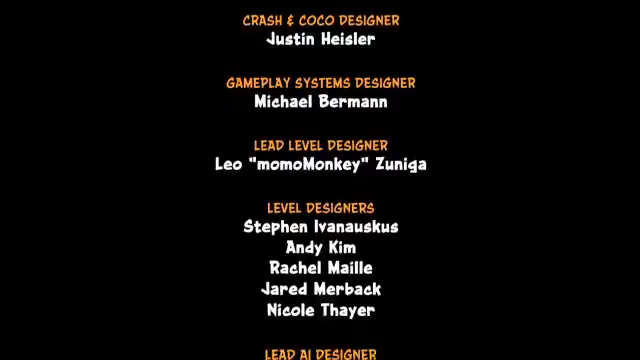 CRASH & COCO DESIGNER
Justin Heisler
GAMEPLAY SYSTEMS DESIGNER
Michael Bermann
LEAD LEVEL DESIGNER
Leo "momoMonkey" Zuniga
LEVEL DESIGNERS
Stephen Ivanauskus
Andy Kim
Rachel Maille
Jared Merback
Nicole Thayer
LEAD AI DESIGNER